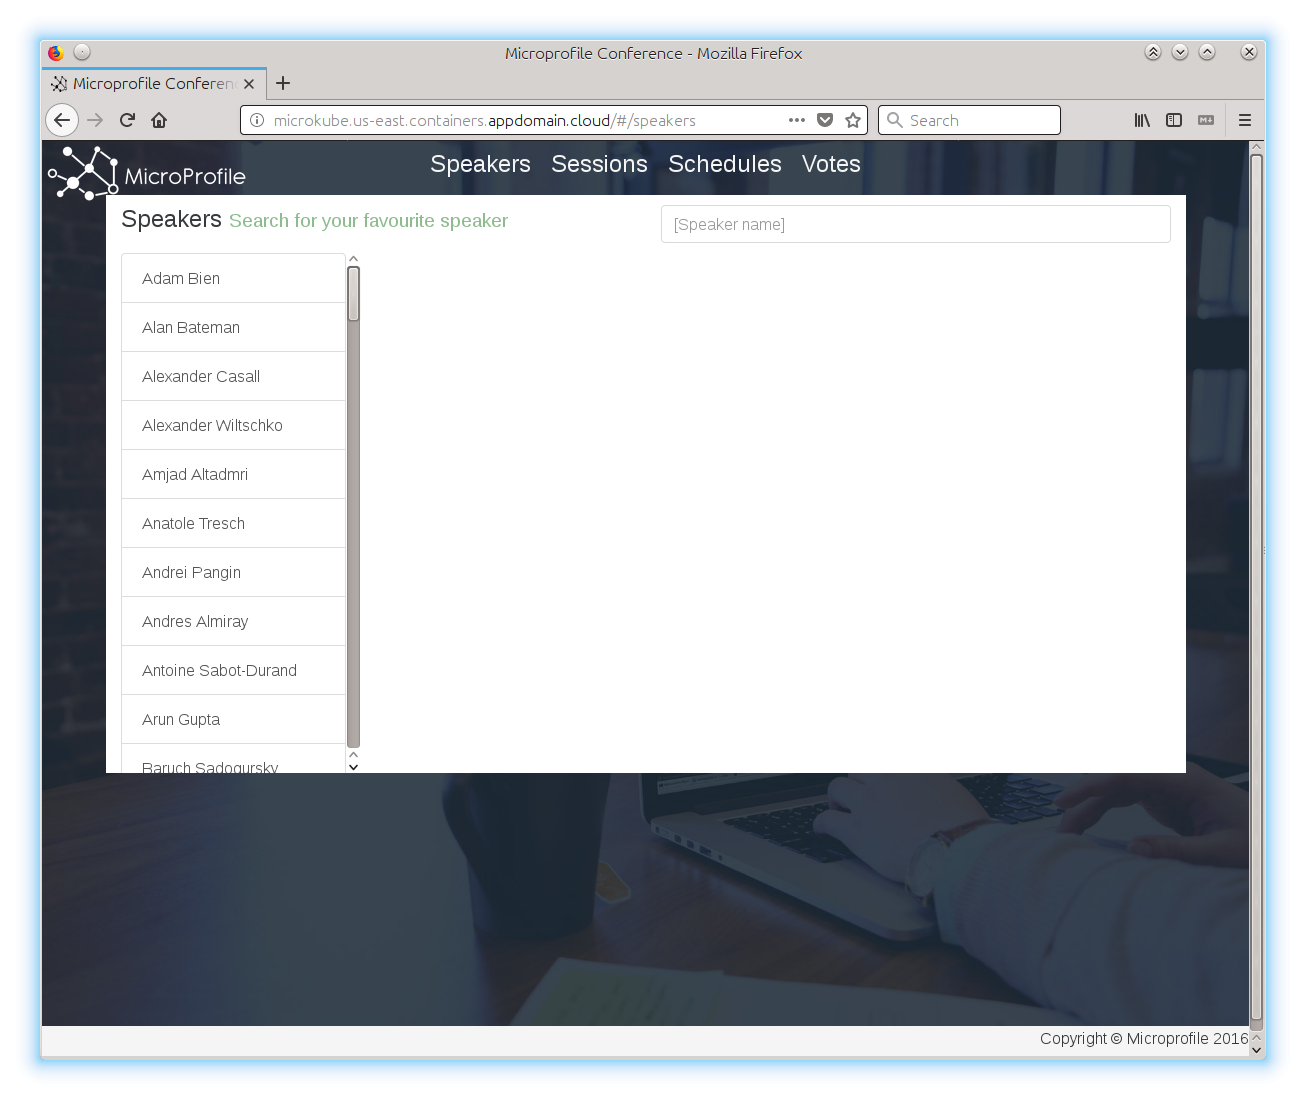 Microprofile Conference - Mozilla Firefox
Microprofile Conferen
microkube.us-east.containers.appdomain.cloud/#/speakers
Search
MicroProfile
Speakers Sessions Schedules Votes
Speakers Search for your favourite speaker
[Speaker name]
Adam Bien
Alan Bateman
Alexander Casall
Alexander Wiltschko
Amjad Altadmri
Anatole Tresch
Andrei Pangin
Andres Almiray
Antoine Sabot-Durand
Arun Gupta
Baruch Sadogursky
Copyright © Microprofile 2016